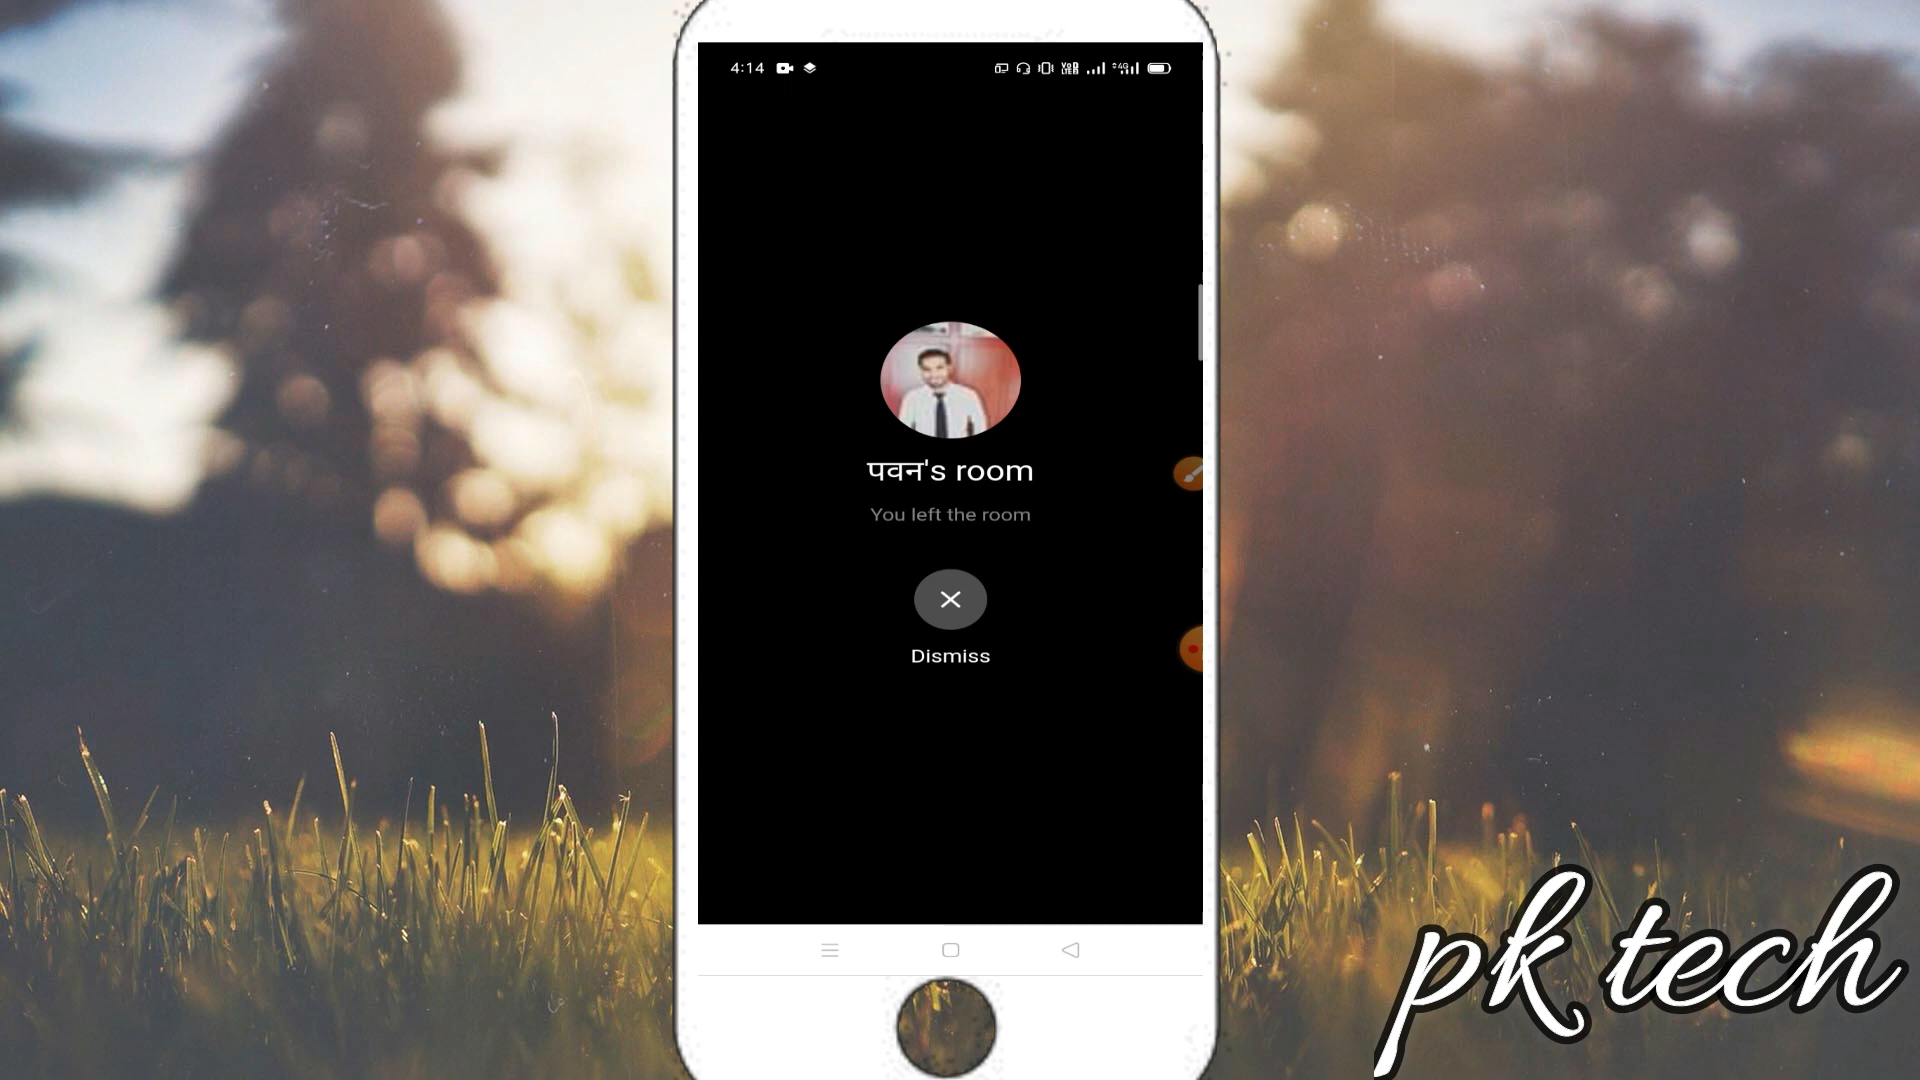 4:14
पवन's room
You left the room
Dismiss
pk tech